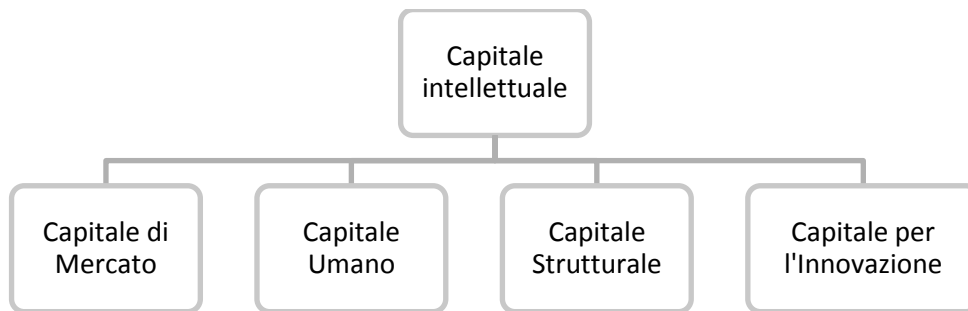 Capitale
intellettuale
Capitale di
Mercato
Capitale
Umano
Capitale
Strutturale
Capitale per
l'Innovazione